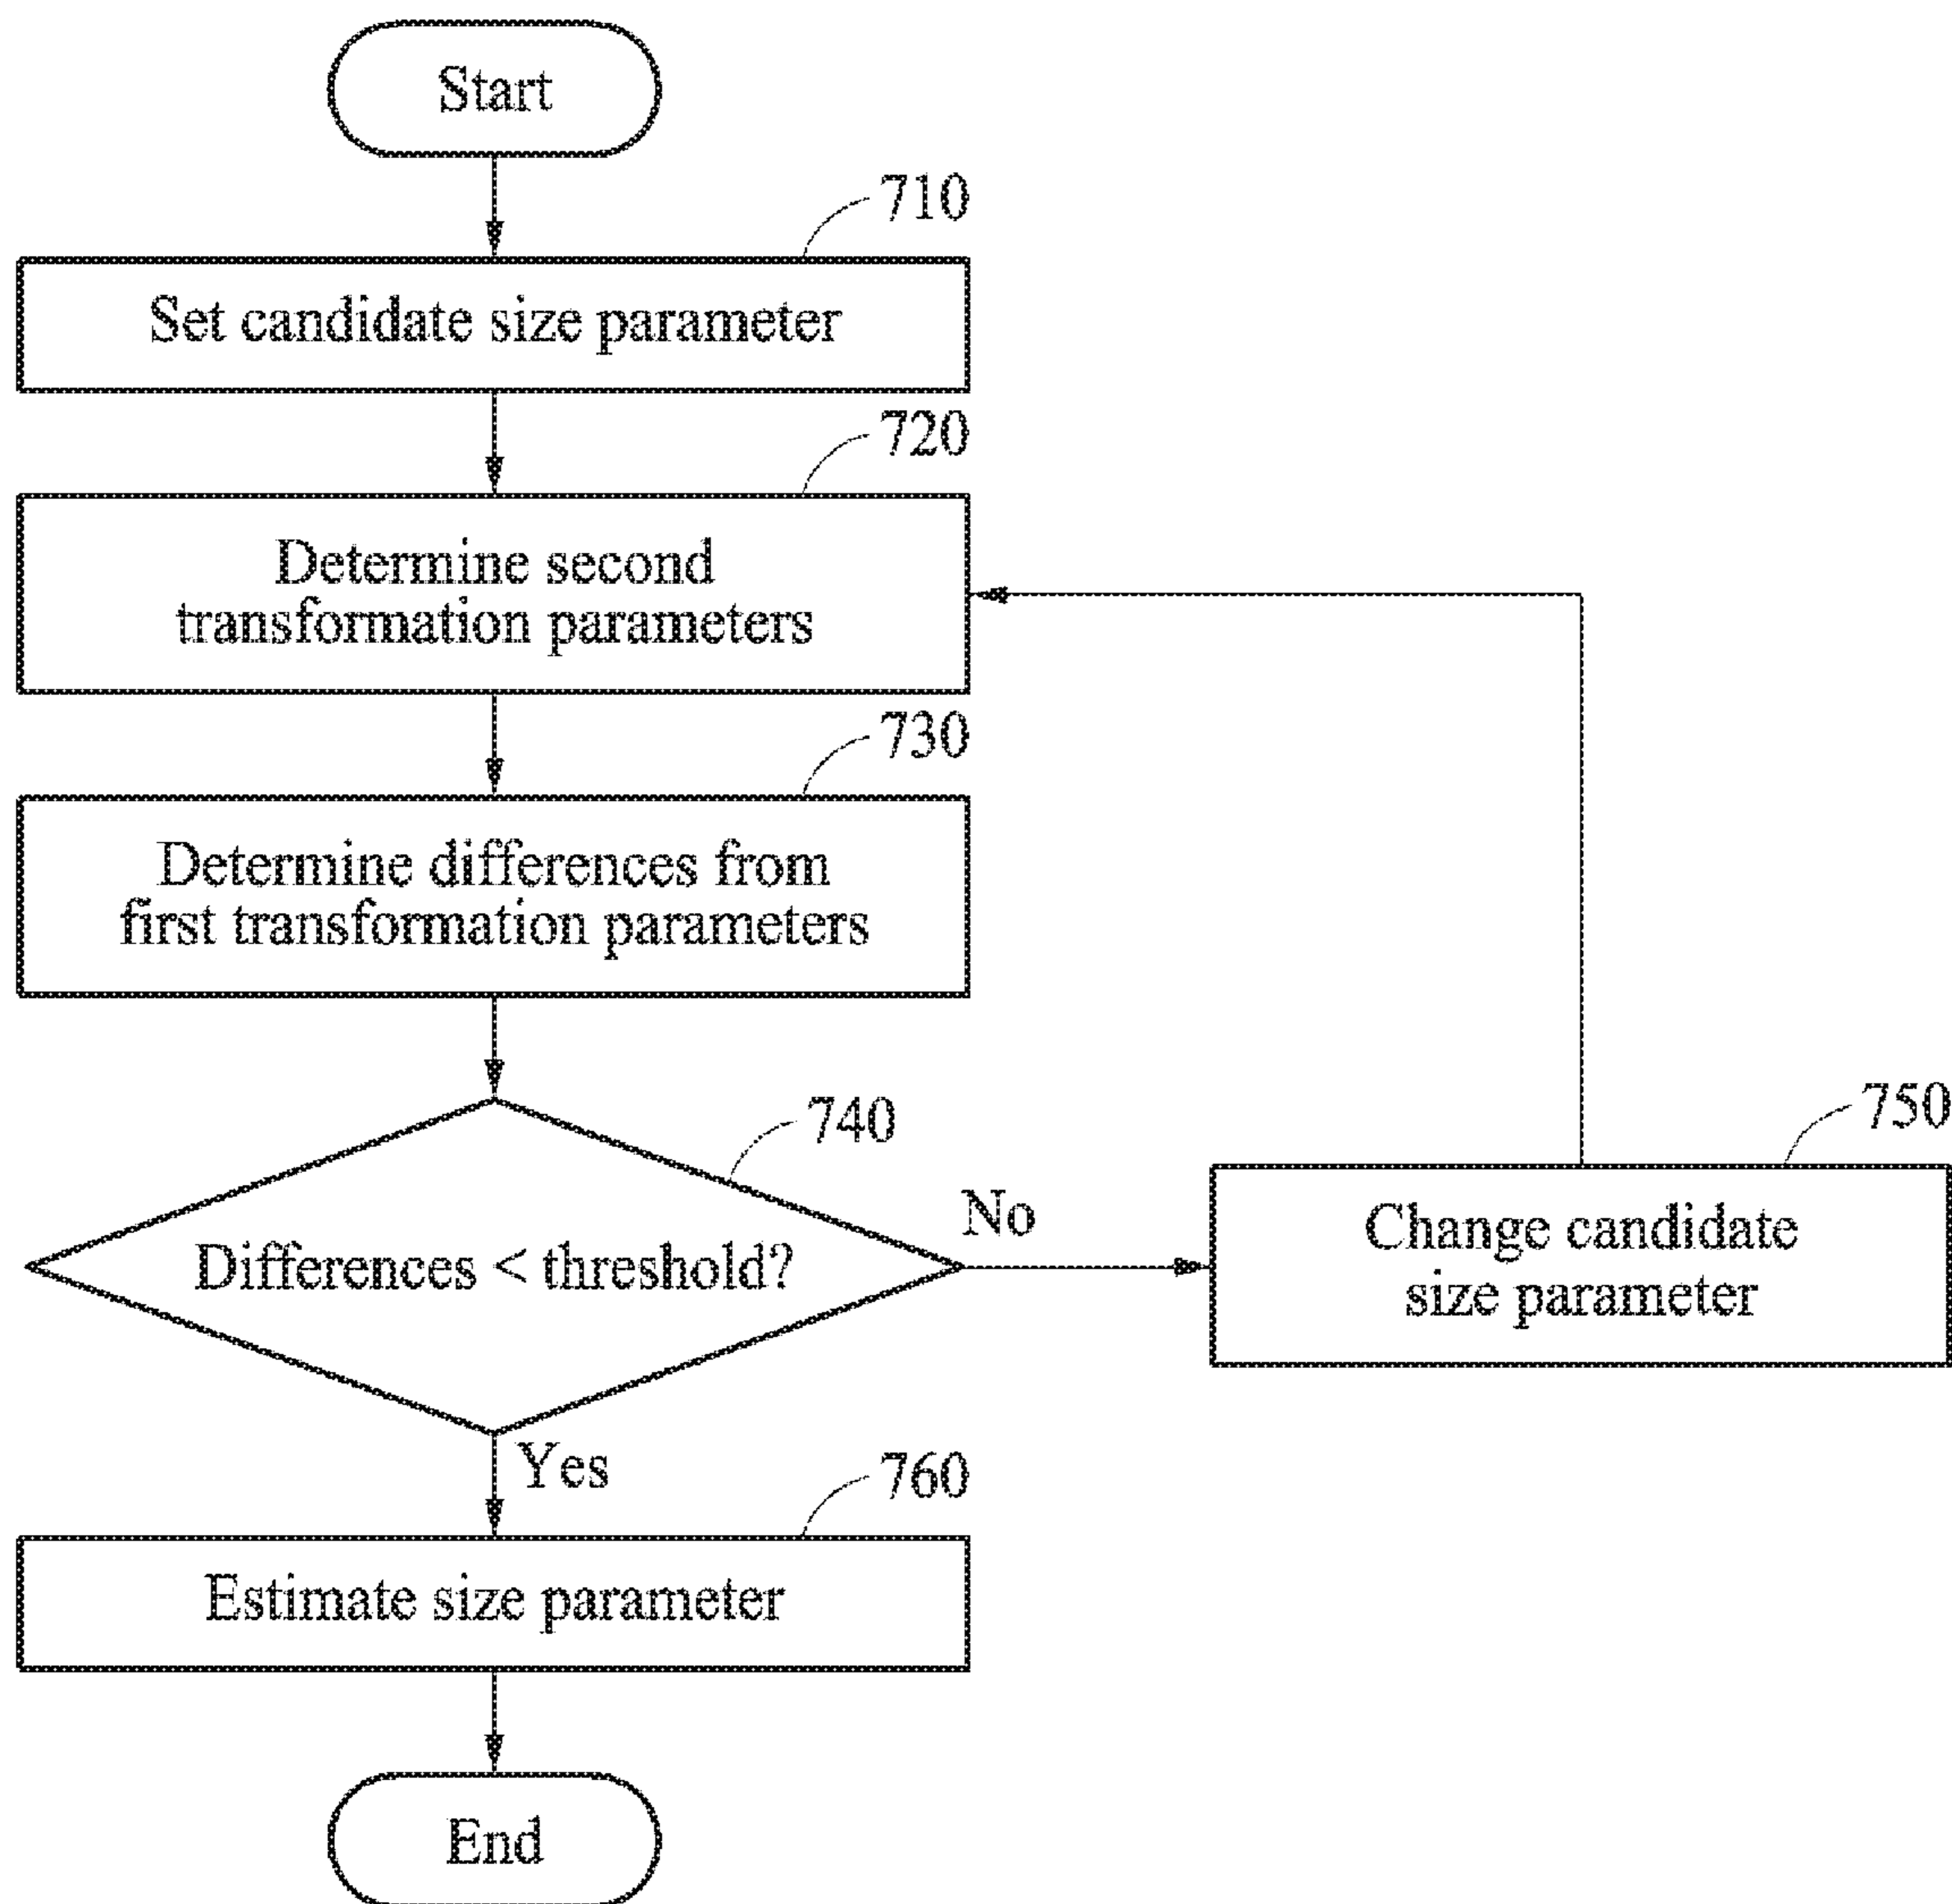 Start
710
Set candidate size parameter
720
Determine second
transformation parameters
730
Determine differences from
first transformation parameters
740
Differences < threshold?
No
750
Change candidate
size parameter
Yes
760
Estimate size parameter
End